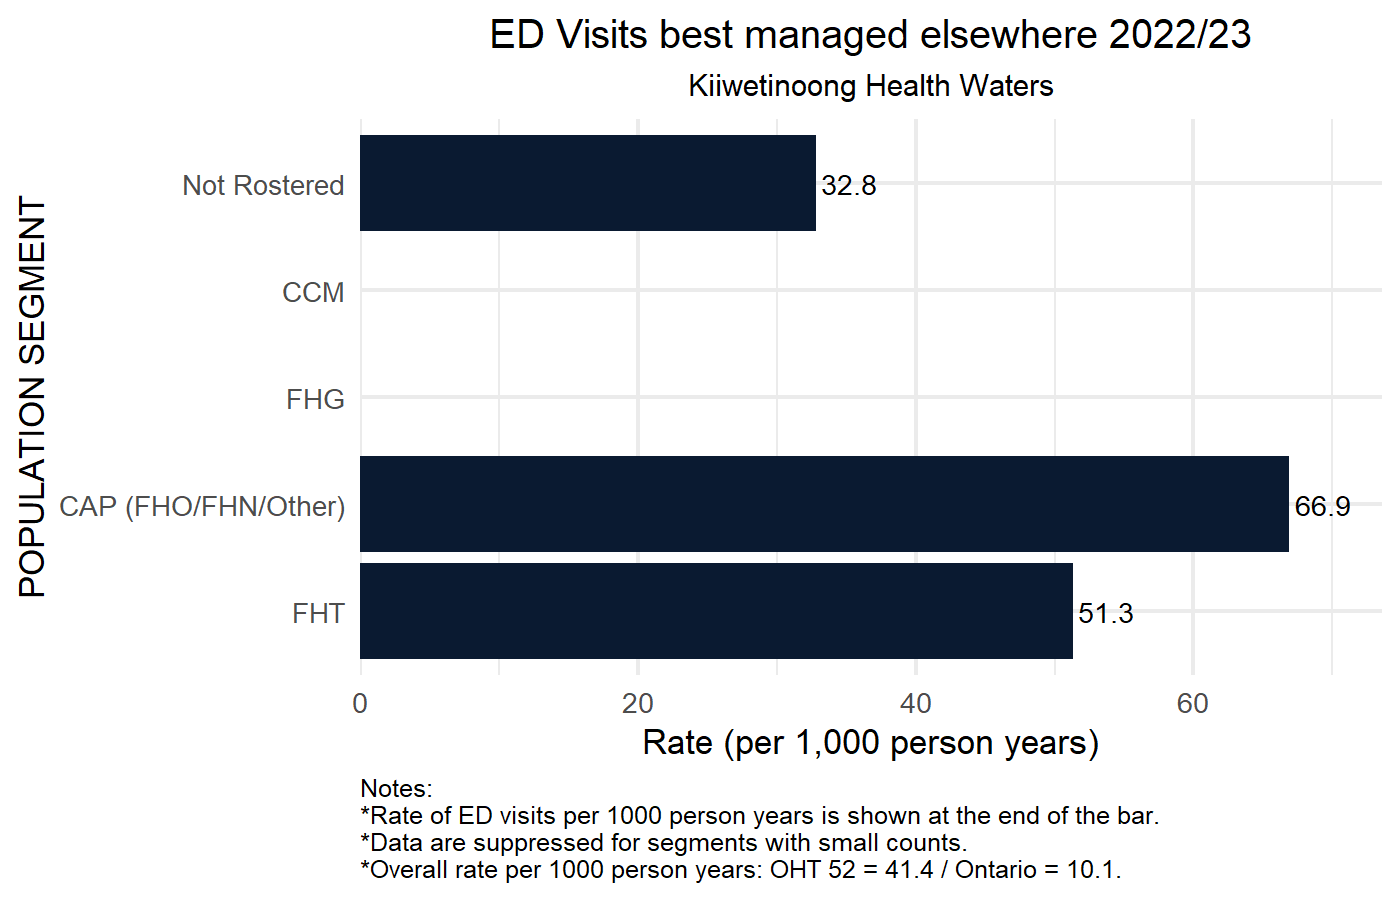 ED Visits best managed elsewhere 2022/23
Kiiwetinoong Health Waters
POPULATION SEGMENT
Not Rostered
32.8
CCM
FHG
CAP (FHO/FHN/Other)
66.9
FHT
51.3
0
20
40
60
Rate (per 1,000 person years)
Notes:
*Rate of ED visits per 1000 person years is shown at the end of the bar.
*Data are suppressed for segments with small counts.
*Overall rate per 1000 person years: OHT 52 = 41.4 / Ontario = 10.1.